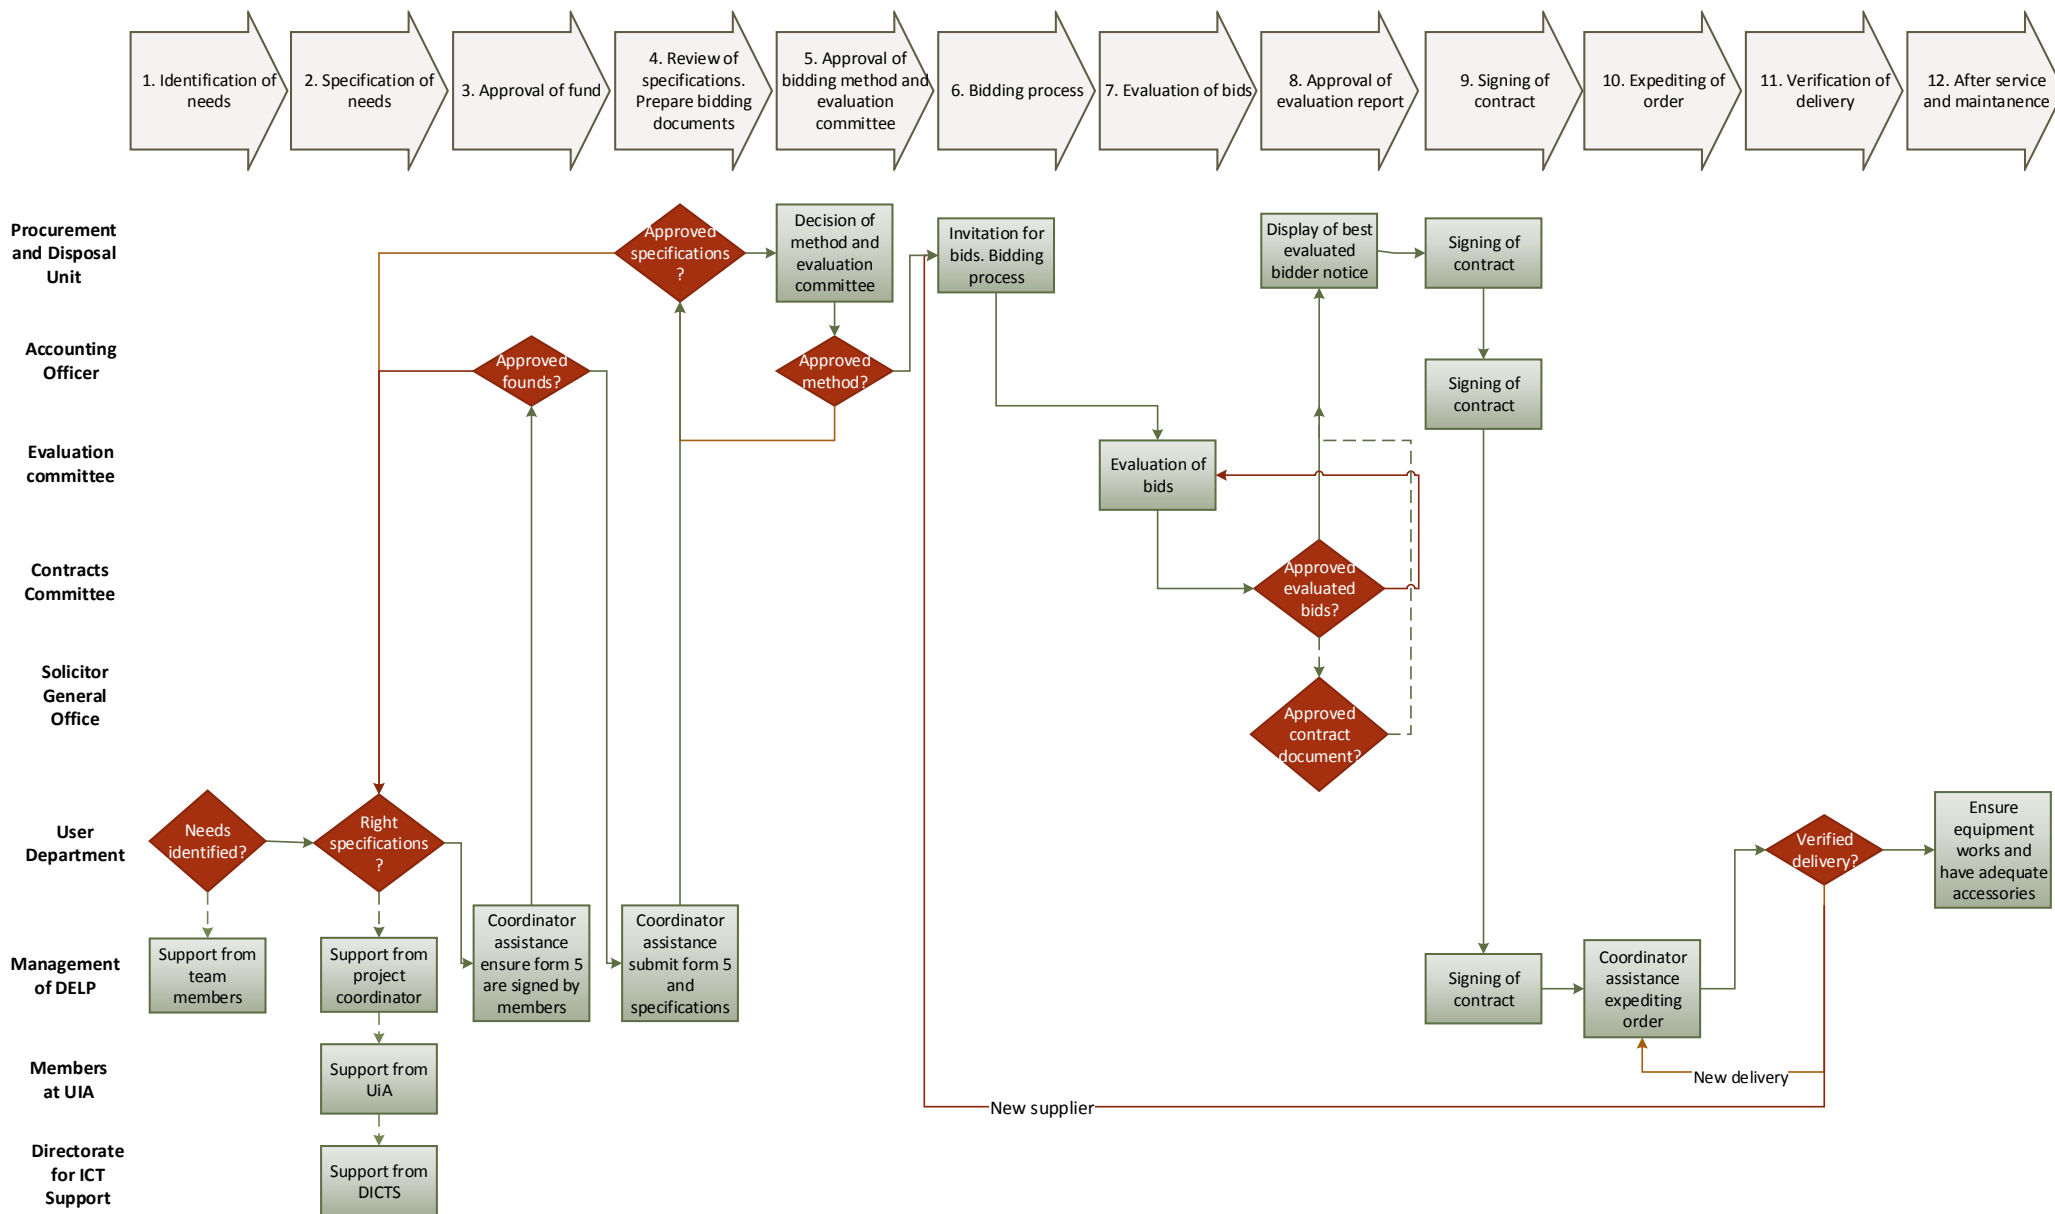 1. Identification of
needs
2. Specification of
needs
3. Approval of fund
4. Review of
specifications.
Prepare bidding
documents
5. Approval of
bidding method and
evaluation
committee
6. Bidding process
7. Evaluation of bids
8. Approval of
evaluation report
9. Signing of
contract
10. Expediting of
order
11. Verification of
delivery
12. After service
and maintanence
Procurement
and Disposal
Unit
Approved
specifications
?
Decision of
method and
evaluation
committee
Invitation for
bids. Bidding
process
Display of best
evaluated
bidder notice
Signing of
contract
Accounting
Officer
Approved
founds?
Approved
method?
Signing of
contract
Evaluation
committee
Evaluation of
bids
Contracts
Committee
Approved
evaluated
bids?
Solicitor
General
Office
Approved
contract
document?
User
Department
Needs
identified?
Right
specifications
?
Verified
delivery?
Ensure
equipment
works and
have adequate
accessories
Management
of DELP
Support from
team
members
Support from
project
coordinator
Coordinator
assistance
ensure form 5
are signed by
members
Coordinator
assistance
submit form 5
and
specifications
Signing of
contract
Coordinator
assistance
expediting
order
Members
at UIA
Support from
UiA
New delivery
New supplier
Directorate
for ICT
Support
Support from
DICTS